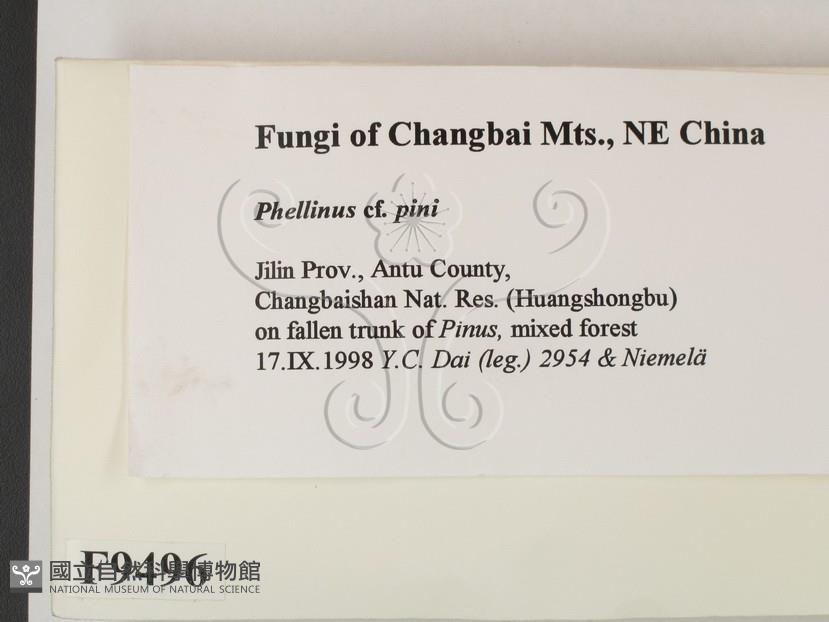 Fungi of Changbai Mts., NE China
Phellinus cf. pini
Jilin Prov., Antu County,
Changbaishan Nat. Res. (Huangshongbu)
on fallen trunk of Pinus, mixed forest
17.IX.1998 Y.C. Dai (leg.) 2954 & Niemelä
F9496
國立自然科學博物館
NATIONAL MUSEUM OF NATURAL SCIENCE